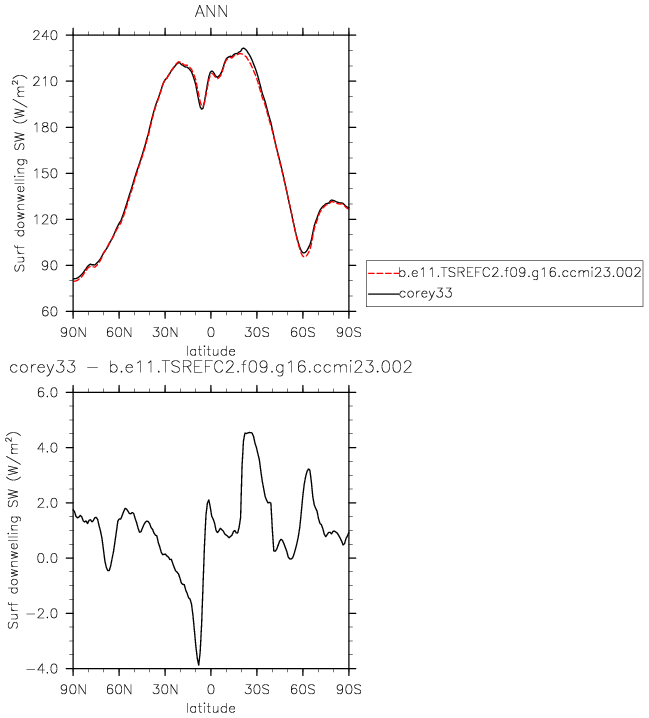 ANN
240
210
180
150
120
90
60
Surf downwelling SW (W/m²)
90N 60N 30N 0 30S 60S 90S
latitude
b.e11.TSREFC2.f09.g16.ccmi23.002
corey33
corey33 – b.e11.TSREFC2.f09.g16.ccmi23.002
6.0
4.0
2.0
0.0
−2.0
−4.0
Surf downwelling SW (W/m²)
90N 60N 30N 0 30S 60S 90S
latitude